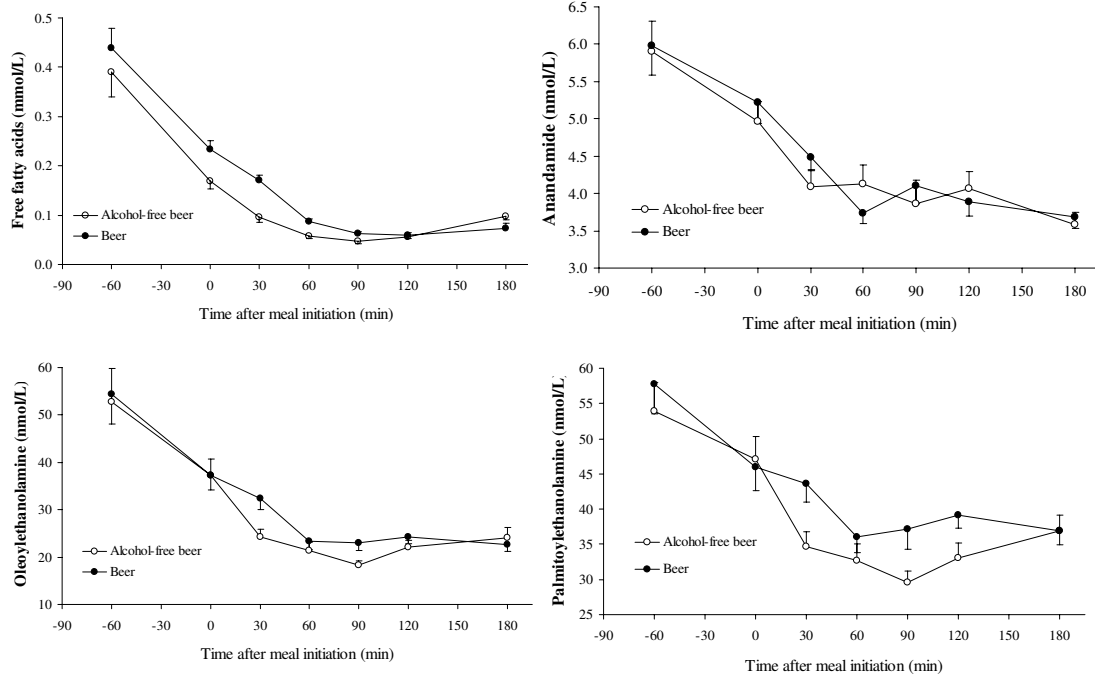 Free fatty acids (mmol/L)
0.5
0.4
0.3
0.2
0.1
0.0
Alcohol-free beer
Beer
-90 -60 -30 0 30 60 90 120 150 180
Time after meal initiation (min)
Anandamide (nmol/L)
6.5
6.0
5.5
5.0
4.5
4.0
3.5
3.0
Alcohol-free beer
Beer
-90 -60 -30 0 30 60 90 120 150 180
Time after meal initiation (min)
Oleoylethanolamine (nmol/L)
60
50
40
30
20
10
Alcohol-free beer
Beer
-90 -60 -30 0 30 60 90 120 150 180
Time after meal initiation (min)
Palmitoylethanolamine (nmol/L)
60
55
50
45
40
35
30
25
Alcohol-free beer
Beer
-90 -60 -30 0 30 60 90 120 150 180
Time after meal initiation (min)